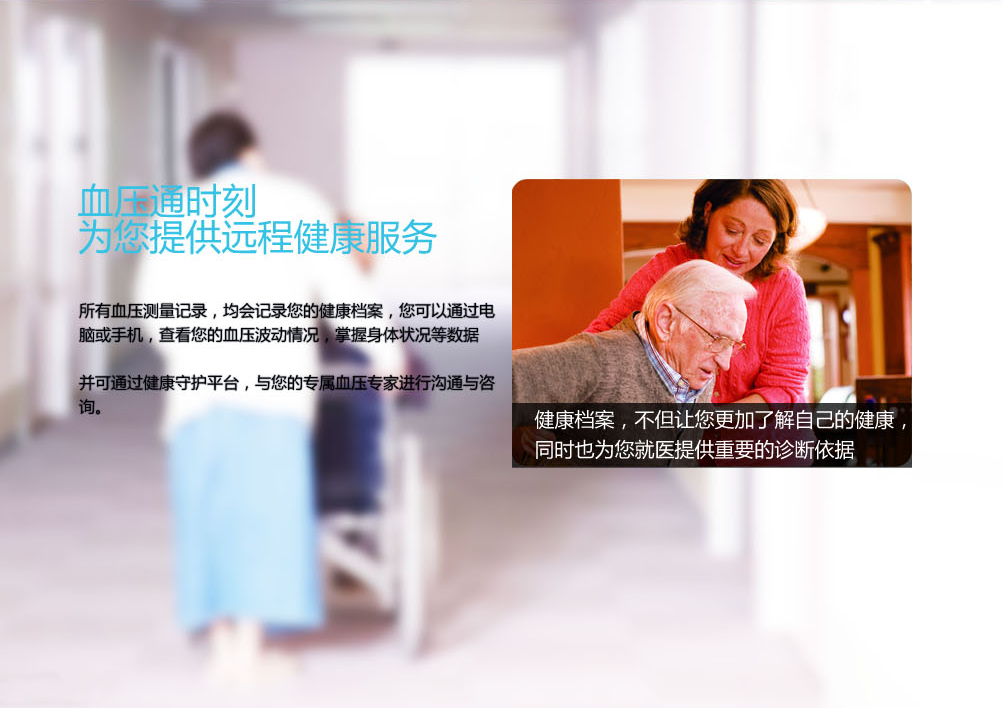 血压通时刻
为您提供远程健康服务
所有血压测量记录，均会记录您的健康档案，您可以通过电
脑或手机，查看您的血压波动情况，掌握身体状况等数据
并可通过健康守护平台，与您的专属血压专家进行沟通与咨
询。
健康档案，不但让您更加了解自己的健康，
同时也为您就医提供重要的诊断依据